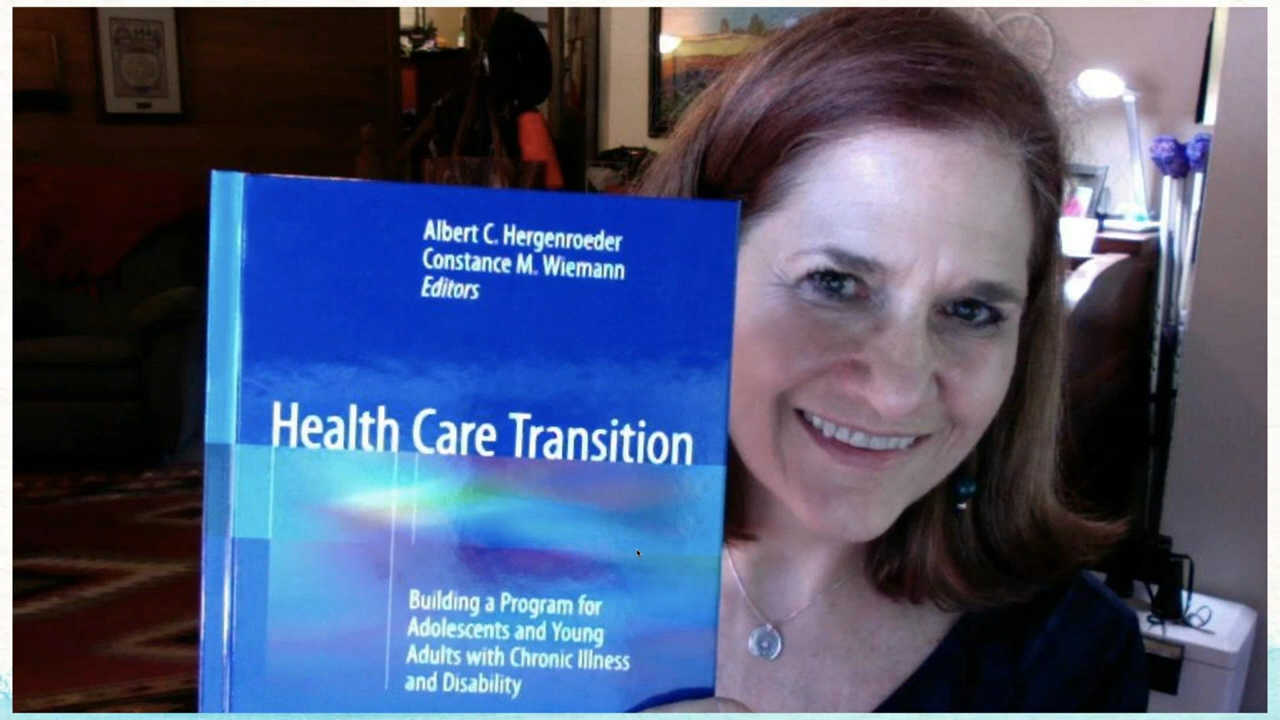 Albert C. Hergenroeder
Constance M. Wiemann
Editors
Health Care Transition
Building a Program for
Adolescents and Young
Adults with Chronic Illness
and Disability